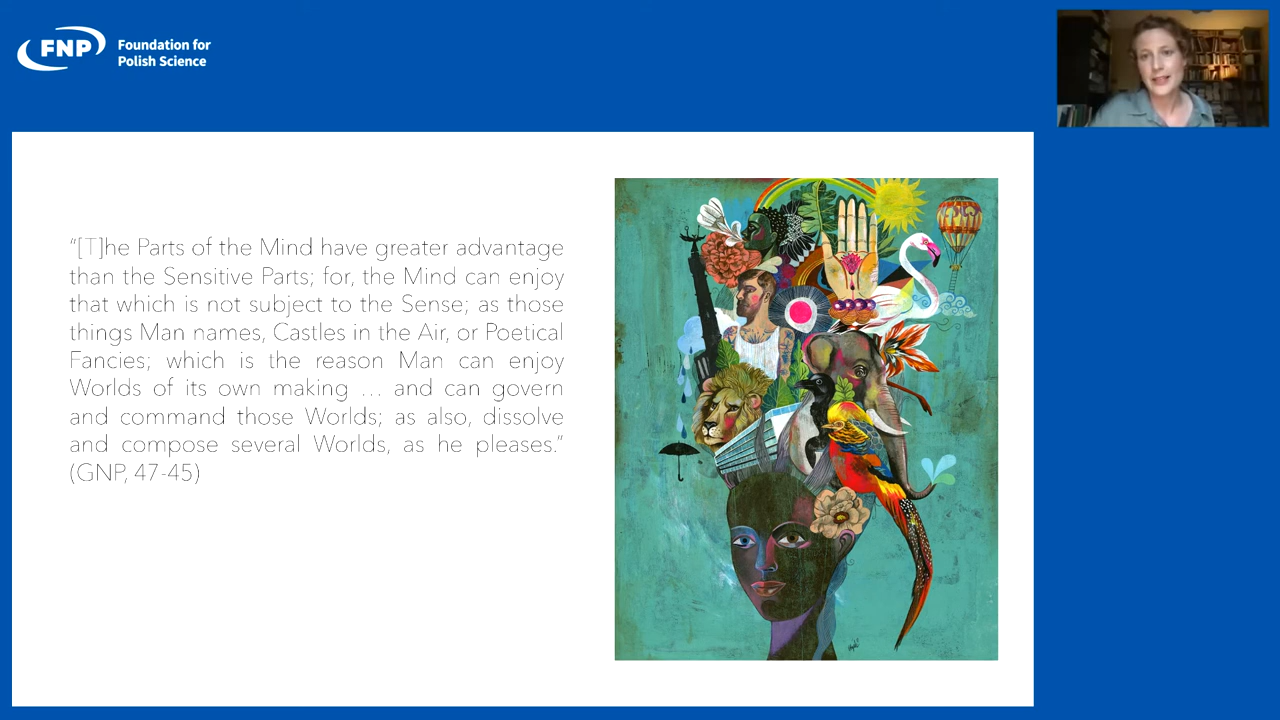 FNP
Foundation for
Polish Science
“[T]he Parts of the Mind have greater advantage
than the Sensitive Parts; for, the Mind can enjoy
that which is not subject to the Sense; as those
things Man names, Castles in the Air, or Poetical
Fancies; which is the reason Man can enjoy
Worlds of its own making … and can govern
and command those Worlds; as also, dissolve
and compose several Worlds, as he pleases.”
(GNP, 47-45)